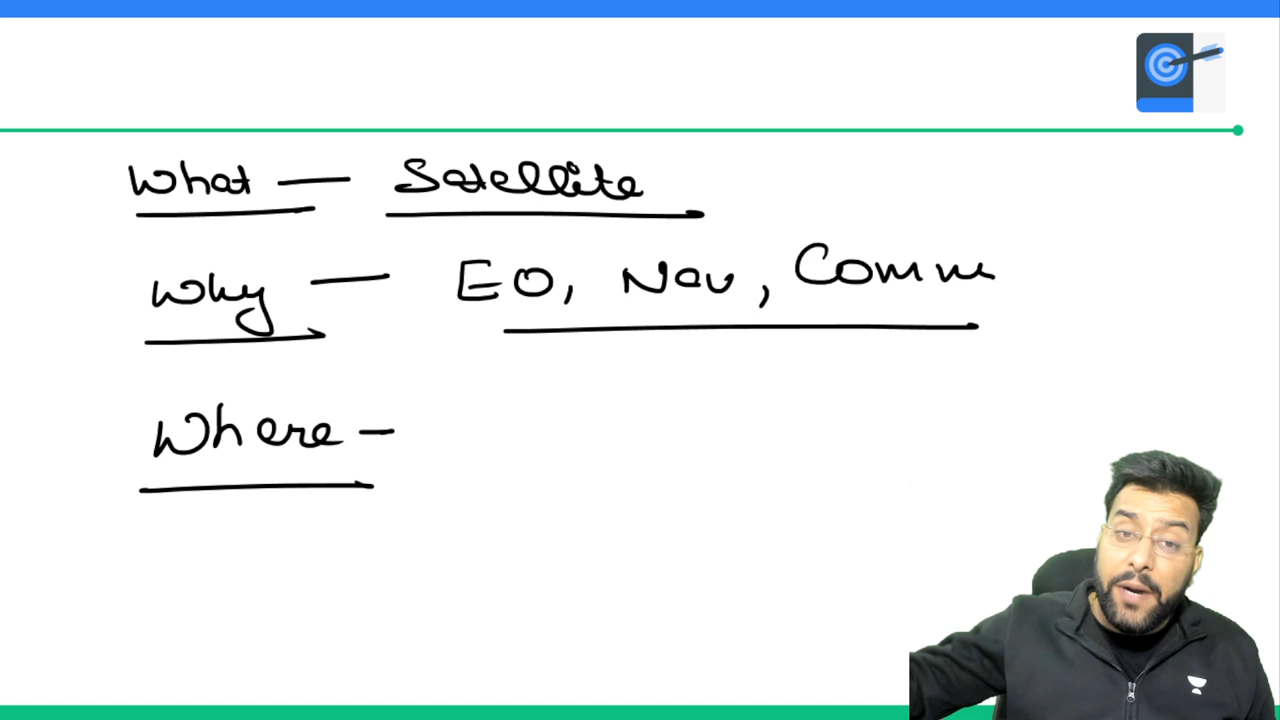 What — Satellite
Why — EO, Nav, Comm
Where –